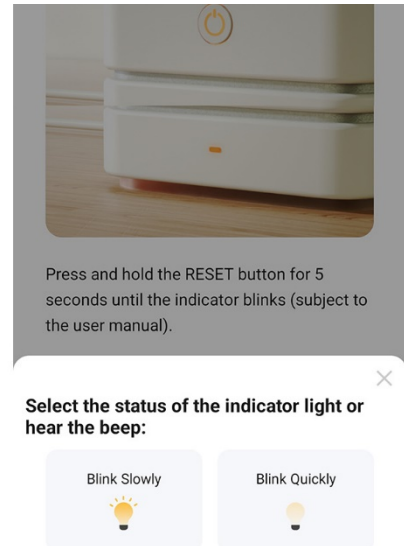 Press and hold the RESET button for 5
seconds until the indicator blinks (subject to
the user manual).
Select the status of the indicator light or
hear the beep:
Blink Slowly
Blink Quickly